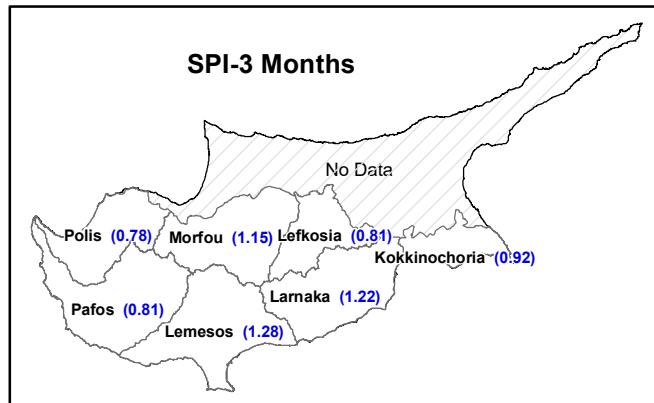 SPI-3 Months
No Data
Polis (0.78)
Morfou (1.15)
Lefkosia (0.81)
Kokkinochoria (0.92)
Pafos (0.81)
Larnaka (1.22)
Lemesos (1.28)